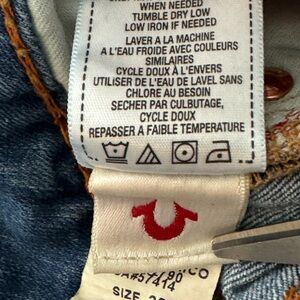 WHEN NEEDED
TUMBLE DRY LOW
LOW IRON IF NEEDED
LAVER A LA MACHINE
A L'EAU FROIDE AVEC COULEURS
SIMILAIRES
CYCLE DOUX À L'ENVERS
UTILISER DE L'EAU DE LAVEL SANS
CHLORE AU BESOIN
SECHER PAR CULBUTAGE,
CYCLE DOUX
REPASSER A FAIBLE TEMPERATURE
SIZE